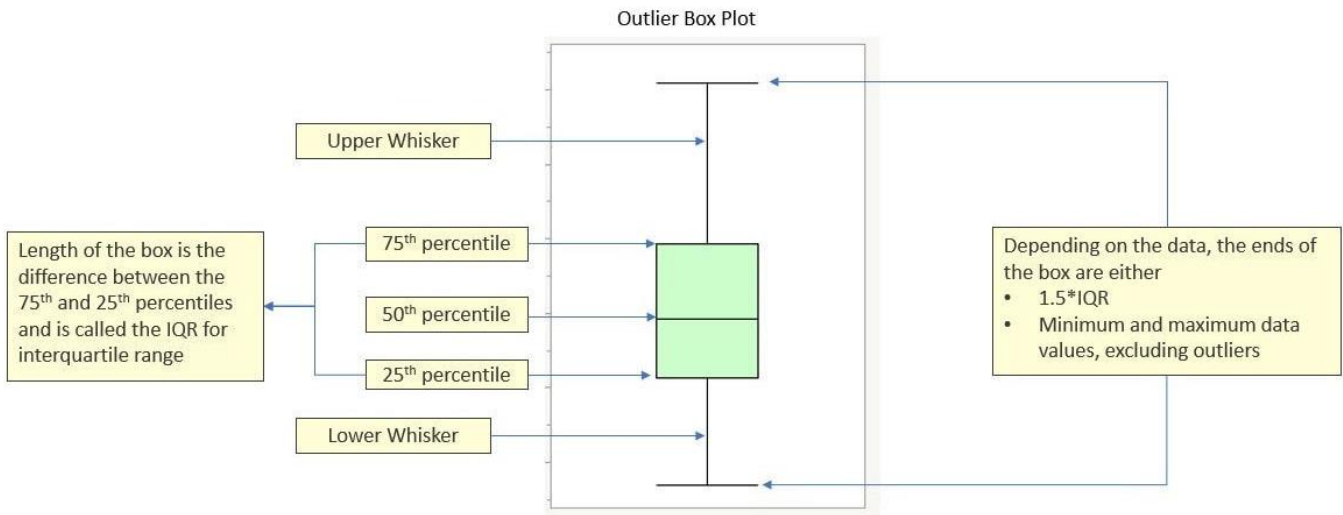 Outlier Box Plot
Upper Whisker
75th percentile
Length of the box is the
difference between the
75th and 25th percentiles
and is called the IQR for
interquartile range
50th percentile
25th percentile
Lower Whisker
Depending on the data, the ends of
the box are either
• 1.5*IQR
• Minimum and maximum data
values, excluding outliers